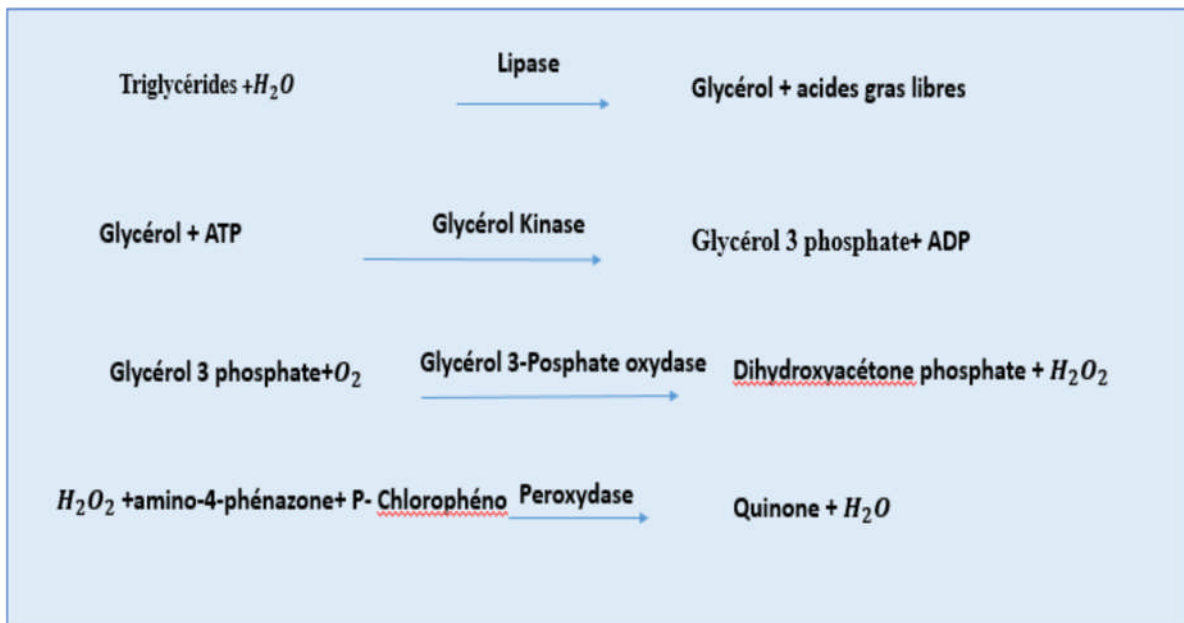 Lipase
Triglycérides +H₂O Glycérol + acides gras libres
Glycérol Kinase
Glycérol + ATP Glycérol 3 phosphate+ ADP
Glycérol 3-Posphate oxydase
Glycérol 3 phosphate+O₂ Dihydroxyacétone phosphate + H₂O₂
H₂O₂ +amino-4-phénazone+ P- Chlorophéno Peroxydase
Quinone + H₂O